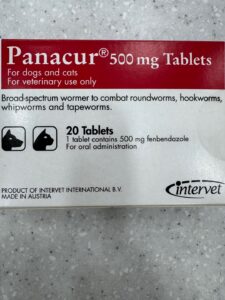 Panacur® 500 mg Tablets
For dogs and cats
For veterinary use only
Broad-spectrum wormer to combat roundworms, hookworms,
whipworms and tapeworms.
20 Tablets
1 tablet contains 500 mg fenbendazole
For oral administration
intervet
PRODUCT OF INTERVET INTERNATIONAL B.V.
MADE IN AUSTRIA